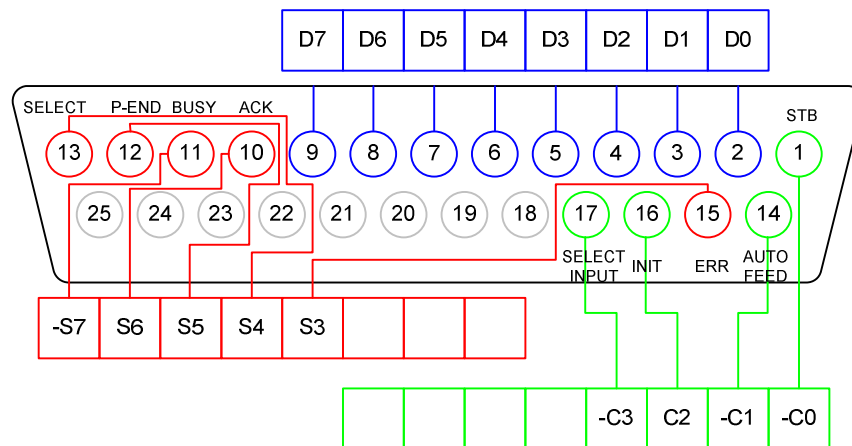 D7 D6 D5 D4 D3 D2 D1 D0
SELECT P-END BUSY ACK STB
13 12 11 10 9 8 7 6 5 4 3 2 1
25 24 23 22 21 20 19 18 17 16 15 14
SELECT INPUT INIT ERR AUTO FEED
-S7 S6 S5 S4 S3
-C3 C2 -C1 -C0